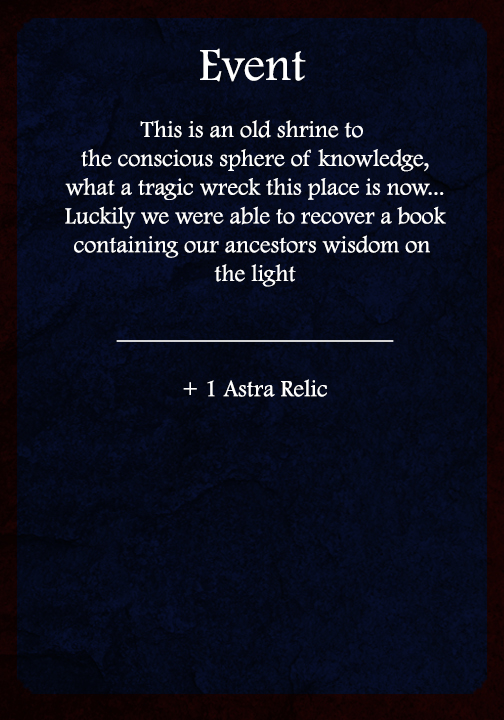 Event
This is an old shrine to
the conscious sphere of knowledge,
what a tragic wreck this place is now...
Luckily we were able to recover a book
containing our ancestors wisdom on
the light
+ 1 Astra Relic